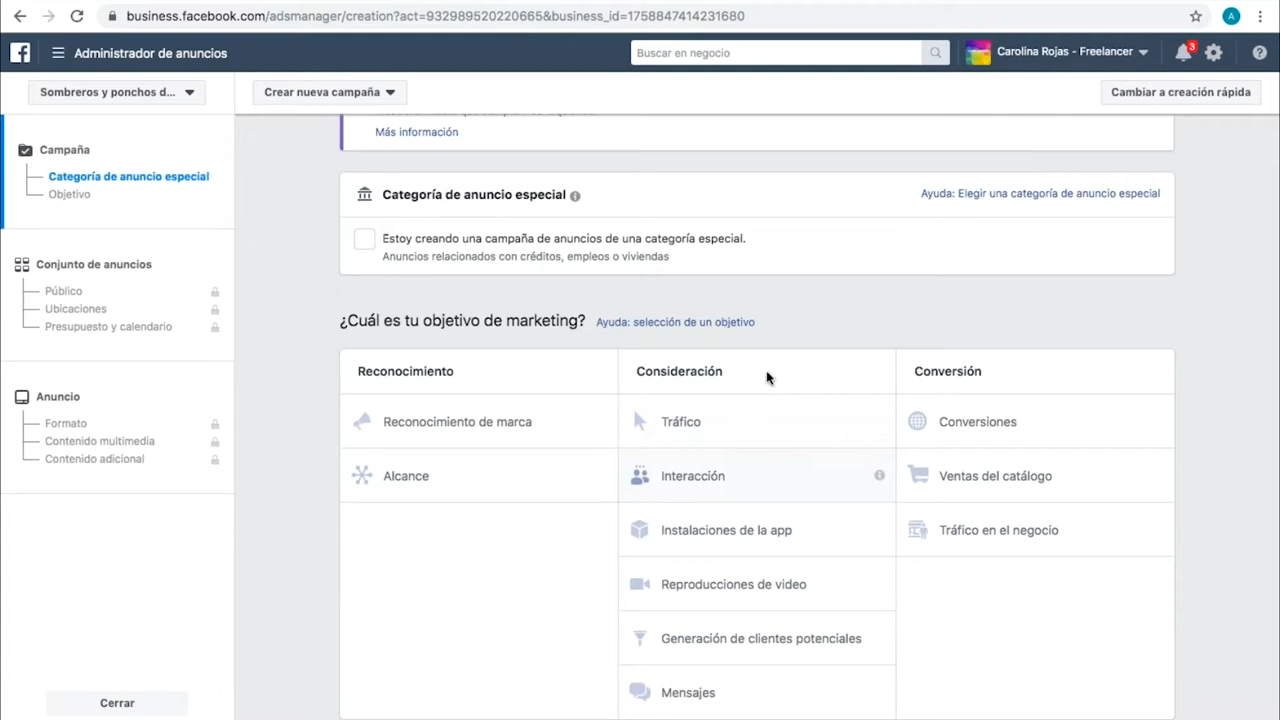 business.facebook.com/adsmanager/creation?act=932989520220665&business_id=1758847414231680
A
Administrador de anuncios
Buscar en negocio
Carolina Rojas - Freelancer
3
Sombreros y ponchos d...
Crear nueva campaña
Cambiar a creación rápida
Campaña
Categoría de anuncio especial
Objetivo
Conjunto de anuncios
Público
Ubicaciones
Presupuesto y calendario
Anuncio
Formato
Contenido multimedia
Contenido adicional
Cerrar
Más información
Categoría de anuncio especial
Ayuda: Elegir una categoría de anuncio especial
Estoy creando una campaña de anuncios de una categoría especial.
Anuncios relacionados con créditos, empleos o viviendas
¿Cuál es tu objetivo de marketing? Ayuda: selección de un objetivo
Reconocimiento
Reconocimiento de marca
Alcance
Consideración
Tráfico
Interacción
Instalaciones de la app
Reproducciones de video
Generación de clientes potenciales
Mensajes
Conversión
Conversiones
Ventas del catálogo
Tráfico en el negocio